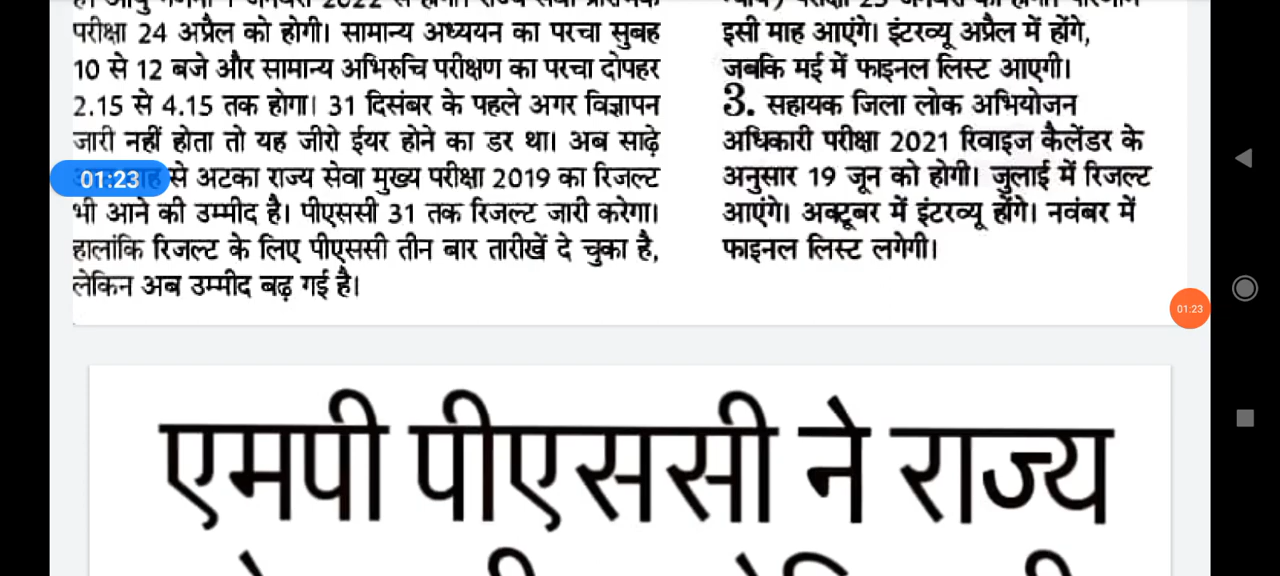 परीक्षा 24 अप्रैल को होगी। सामान्य अध्ययन का परचा सुबह
10 से 12 बजे और सामान्य अभिरुचि परीक्षण का परचा दोपहर
2.15 से 4.15 तक होगा। 31 दिसंबर के पहले अगर विज्ञापन
जारी नहीं होता तो यह जीरो ईयर होने का डर था। अब साढ़े
से अटका राज्य सेवा मुख्य परीक्षा 2019 का रिजल्ट
भी आने की उम्मीद है। पीएससी 31 तक रिजल्ट जारी करेगा।
हालांकि रिजल्ट के लिए पीएससी तीन बार तारीखें दे चुका है,
लेकिन अब उम्मीद बढ़ गई है।
इसी माह आएंगे। इंटरव्यू अप्रैल में होंगे,
जबकि मई में फाइनल लिस्ट आएगी।
3. सहायक जिला लोक अभियोजन
अधिकारी परीक्षा 2021 रिवाइज कैलेंडर के
अनुसार 19 जून को होगी। जुलाई में रिजल्ट
आएंगे। अक्टूबर में इंटरव्यू होंगे। नवंबर में
फाइनल लिस्ट लगेगी।
01:23
01:23
एमपी पीएससी ने राज्य